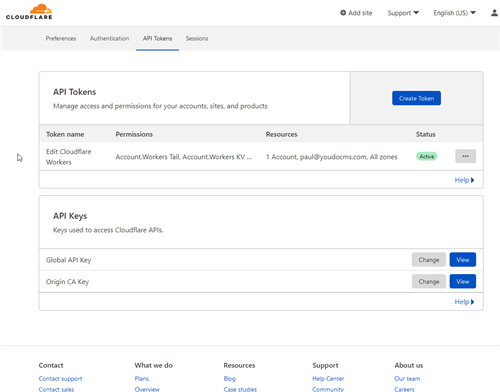 CLOUDFLARE
Add site Support English (US)
Preferences Authentication API Tokens Sessions
API Tokens
Manage access and permissions for your accounts, sites, and products
Create Token
Token name Permissions Resources Status
Edit Cloudflare Workers Account.Workers Tail, Account.Workers KV ... 1 Account, paul@youdocms.com, All zones Active ...
Help
API Keys
Keys used to access Cloudflare APIs.
Global API Key Change View
Origin CA Key Change View
Help
Contact What we do Resources Support About us
Contact support Plans Blog Help Center Our team
Contact sales Overview Case studies Community Careers